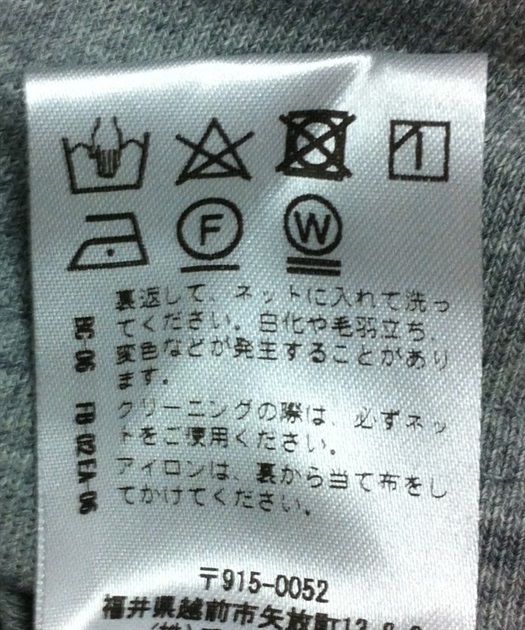 F W
裏返して、ネットに入れて洗っ
てください。白化や毛羽立ち、
変色などが発生することがあり
ます。
クリーニングの際は、必ずネッ
トをご使用ください。
アイロンは、裏から当て布をし
てかけてください。
〒915-0052
福井県越前市矢放町